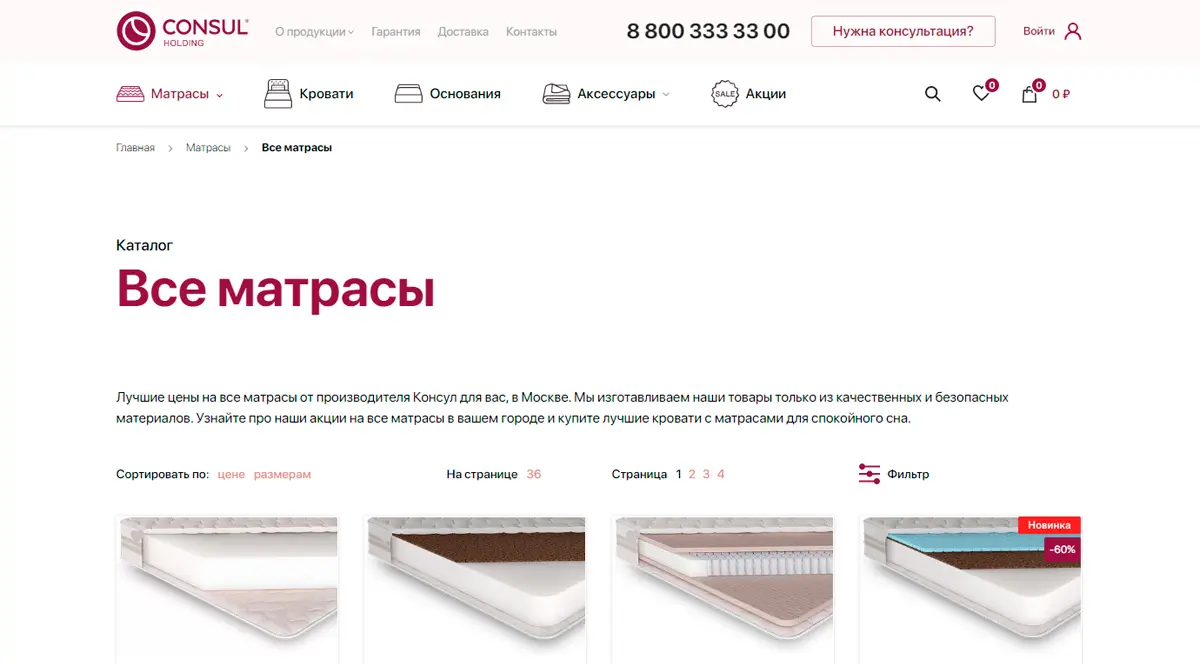 CONSUL
HOLDING
О продукции
Гарантия
Доставка
Контакты
8 800 333 33 00
Нужна консультация?
Войти
Матрасы
Кровати
Основания
Аксессуары
SALE
Акции
0
0
0 ₽
Главная
Матрасы
Все матрасы
Каталог
Все матрасы
Лучшие цены на все матрасы от производителя Консул для вас, в Москве. Мы изготавливаем наши товары только из качественных и безопасных
материалов. Узнайте про наши акции на все матрасы в вашем городе и купите лучшие кровати с матрасами для спокойного сна.
Сортировать по: цене размерам
На странице 36
Страница 1 2 3 4
Фильтр
Новинка
-60%